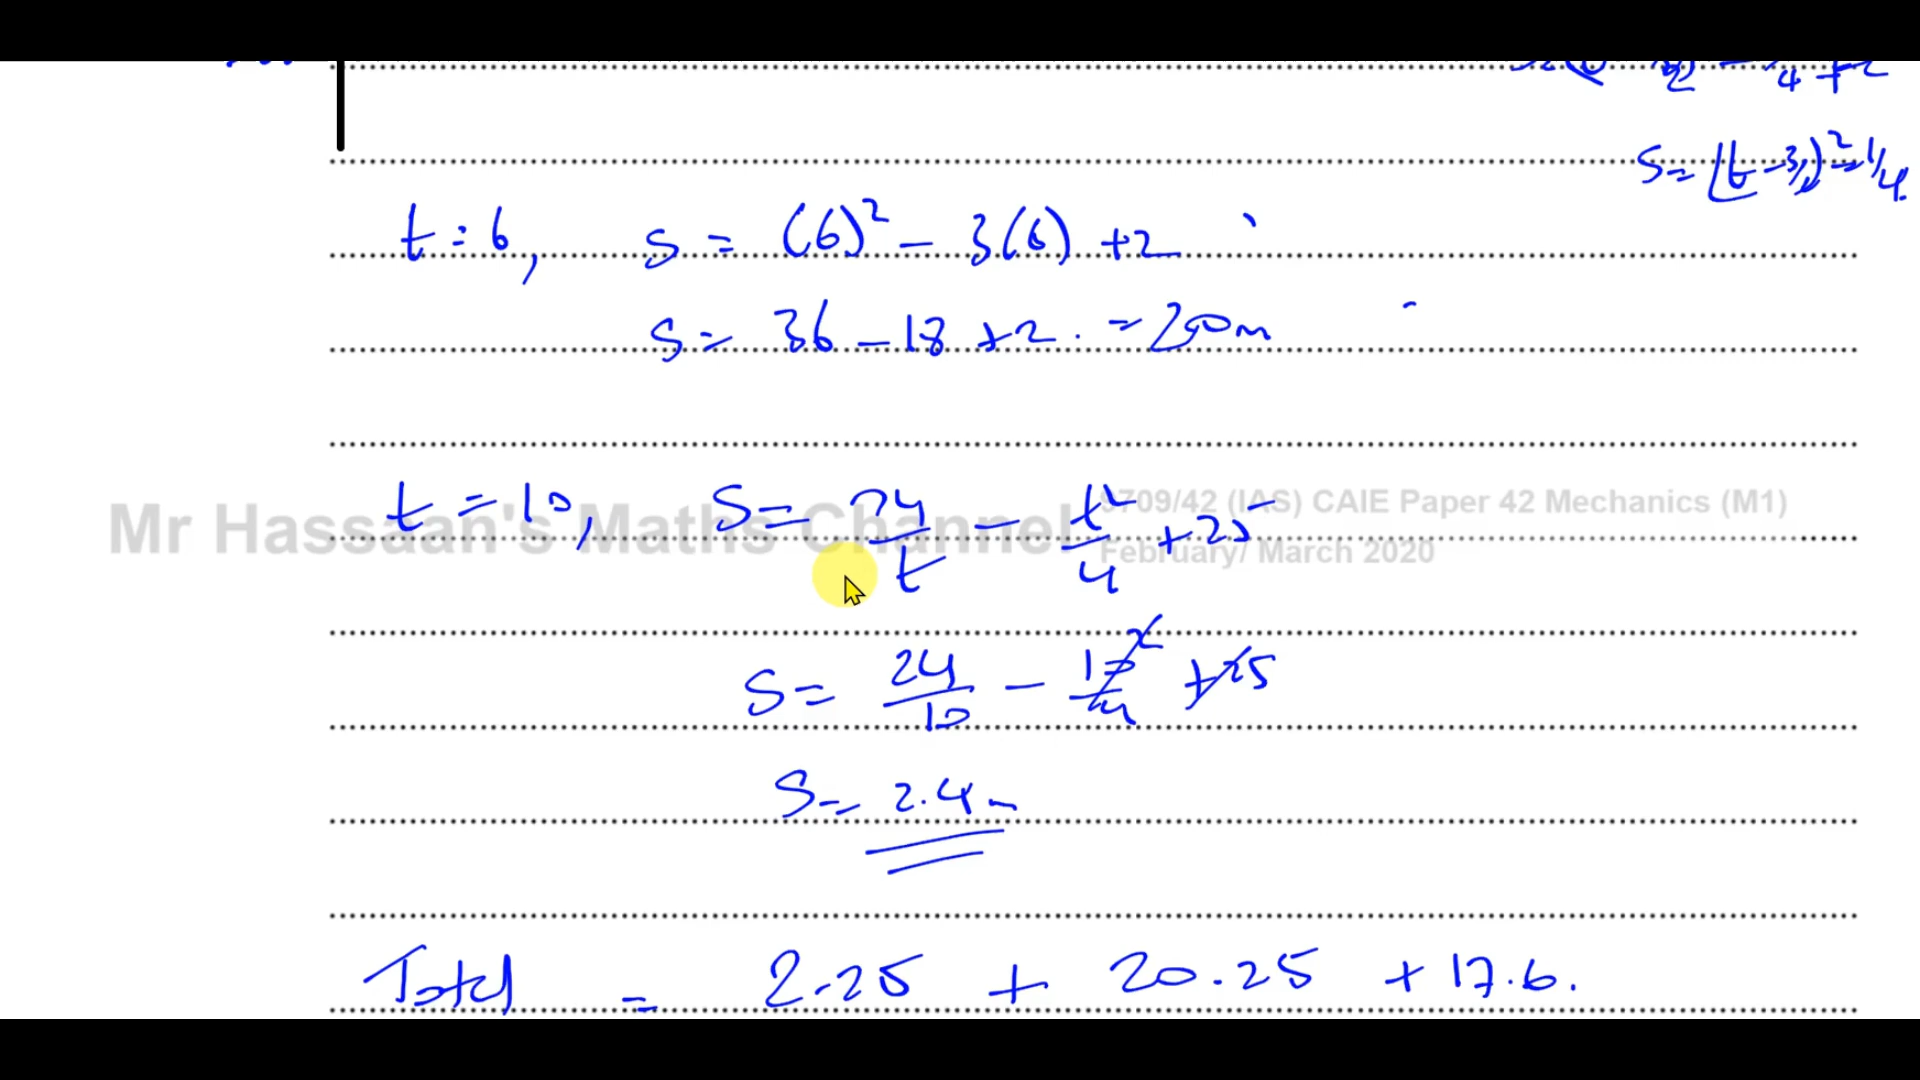 s = (t - 3/2)² - 1/4
t = 6, s = (6)² - 3(6) + 2
s = 36 - 18 + 2 = 20m
t = 10, s = 24/t - t²/4 + 25
Mr Hassaan's Maths Channel
9709/42 (IAS) CAIE Paper 42 Mechanics (M1)
February/ March 2020
s = 24/10 - 10²/4 + 25
s = 2.4m
Total = 2.25 + 20.25 + 17.6.